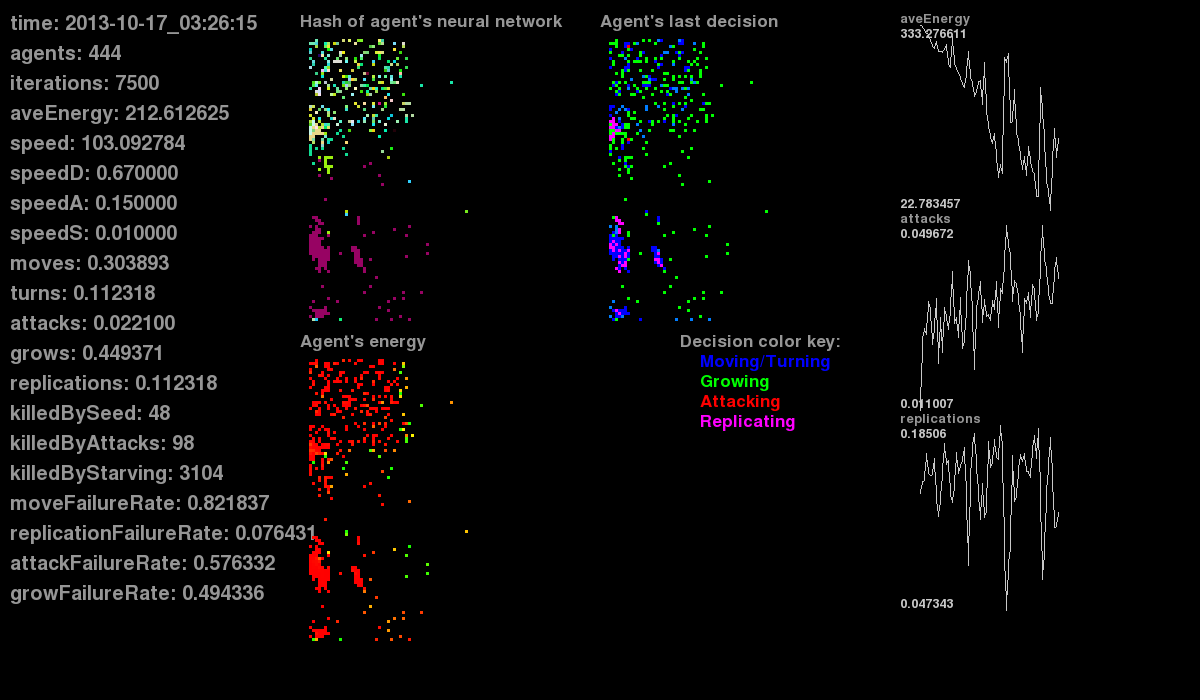 time: 2013-10-17_03:26:15
agents: 444
iterations: 7500
aveEnergy: 212.612625
speed: 103.092784
speedD: 0.670000
speedA: 0.150000
speedS: 0.010000
moves: 0.303893
turns: 0.112318
attacks: 0.022100
grows: 0.449371
replications: 0.112318
killedBySeed: 48
killedByAttacks: 98
killedByStarving: 3104
moveFailureRate: 0.821837
replicationFailureRate: 0.076431
attackFailureRate: 0.576332
growFailureRate: 0.494336
Hash of agent's neural network
Agent's last decision
Agent's energy
Decision color key:
Moving/Turning
Growing
Attacking
Replicating
aveEnergy
333.276611
22.783457
attacks
0.049672
0.011007
replications
0.18506
0.047343